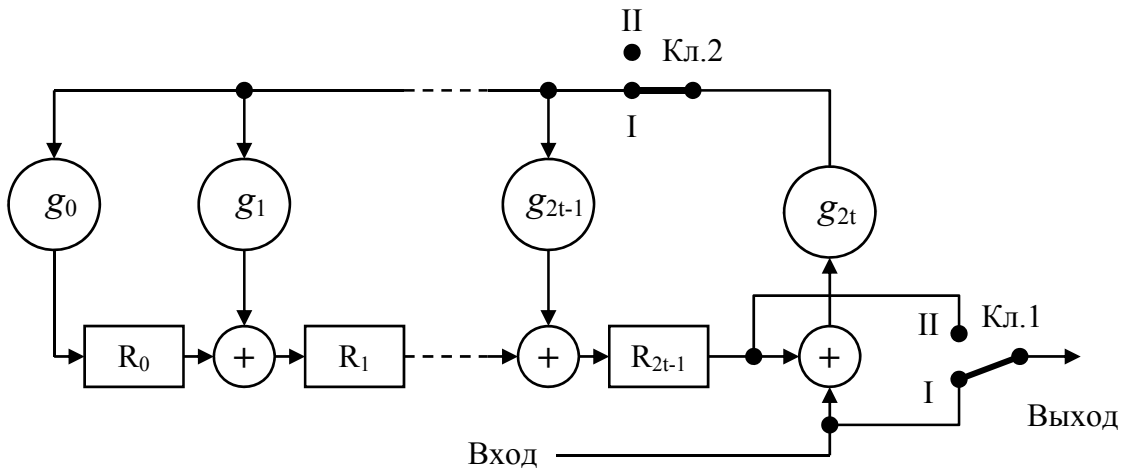 II
Кл.2
I
g0 g1 g2t-1 g2t
II Кл.1
R0 + R1 + R2t-1 +
I
Выход
Вход